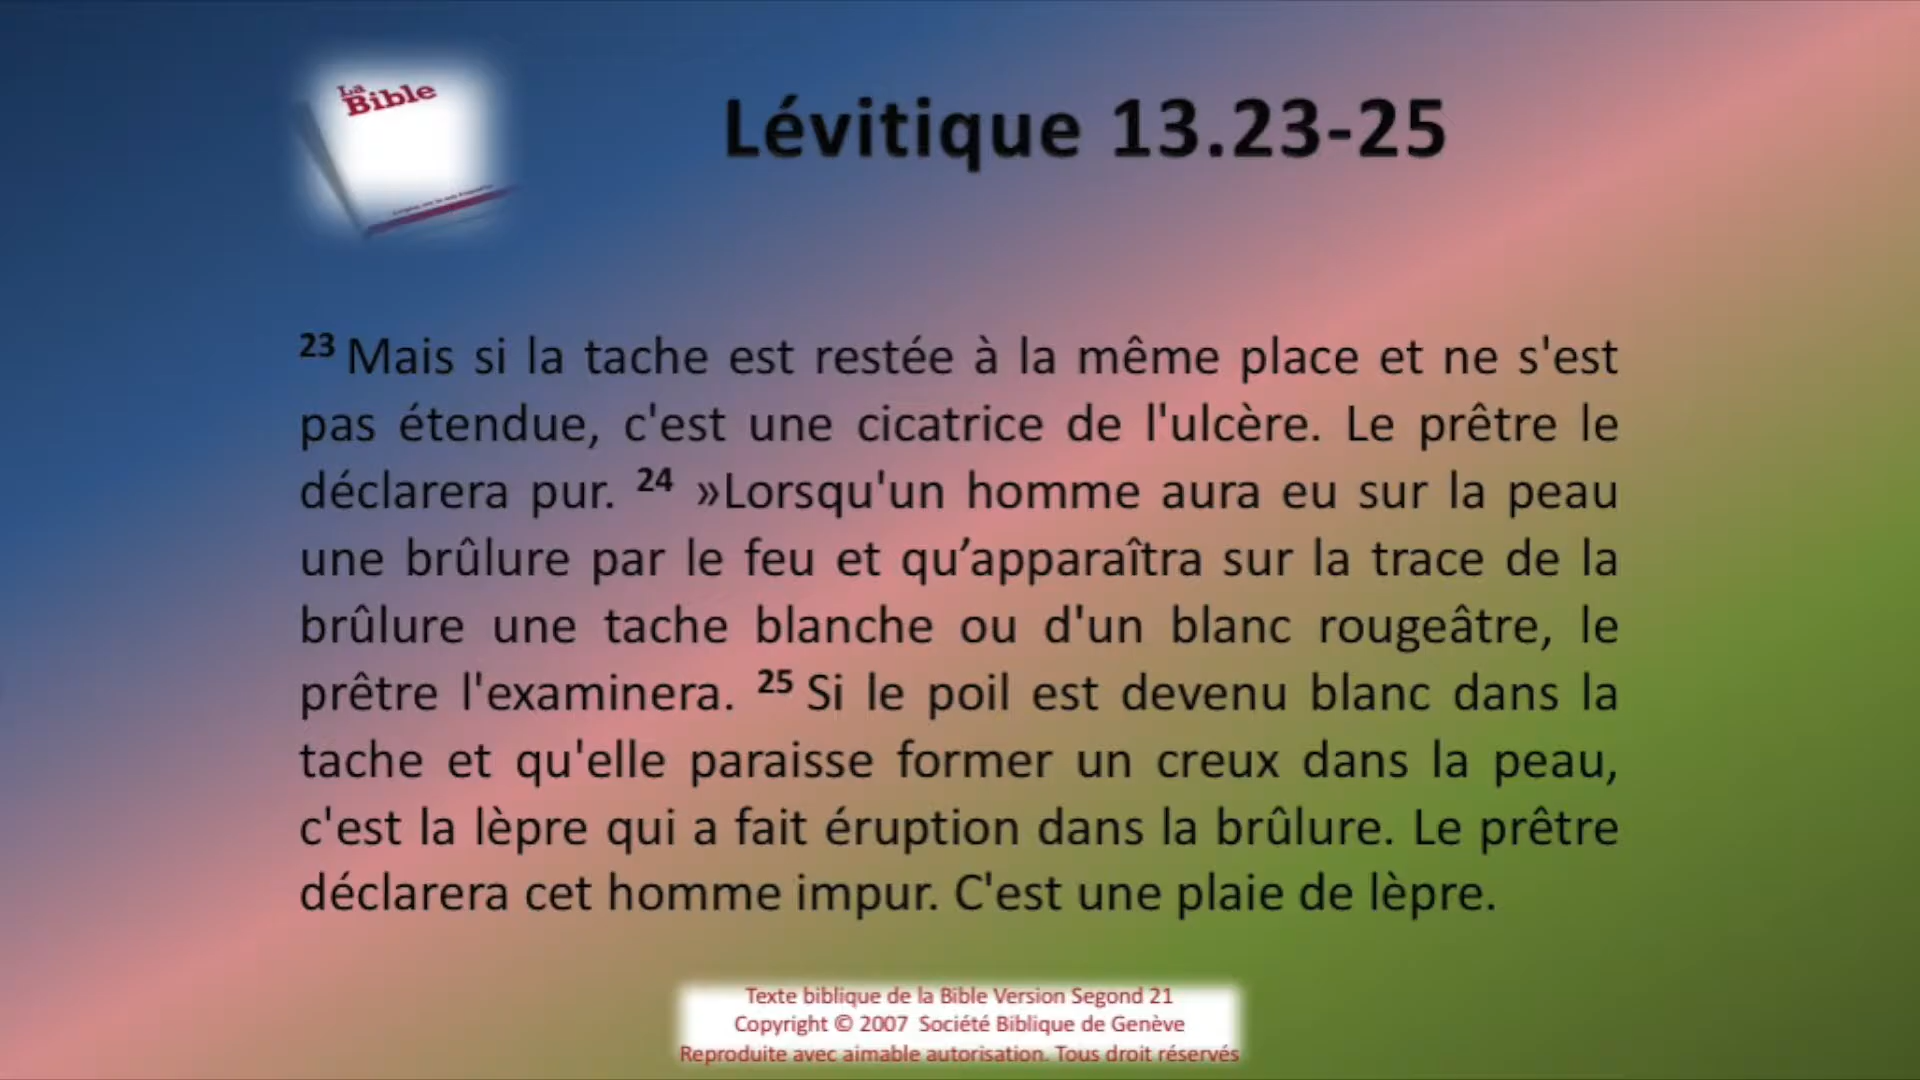 La
Bible
Lévitique 13.23-25
23 Mais si la tache est restée à la même place et ne s'est
pas étendue, c'est une cicatrice de l'ulcère. Le prêtre le
déclarera pur. 24 »Lorsqu'un homme aura eu sur la peau
une brûlure par le feu et qu’apparaîtra sur la trace de la
brûlure une tache blanche ou d'un blanc rougeâtre, le
prêtre l'examinera. 25 Si le poil est devenu blanc dans la
tache et qu'elle paraisse former un creux dans la peau,
c'est la lèpre qui a fait éruption dans la brûlure. Le prêtre
déclarera cet homme impur. C'est une plaie de lèpre.
Texte biblique de la Bible Version Segond 21
Copyright © 2007 Société Biblique de Genève
Reproduite avec aimable autorisation. Tous droit réservés